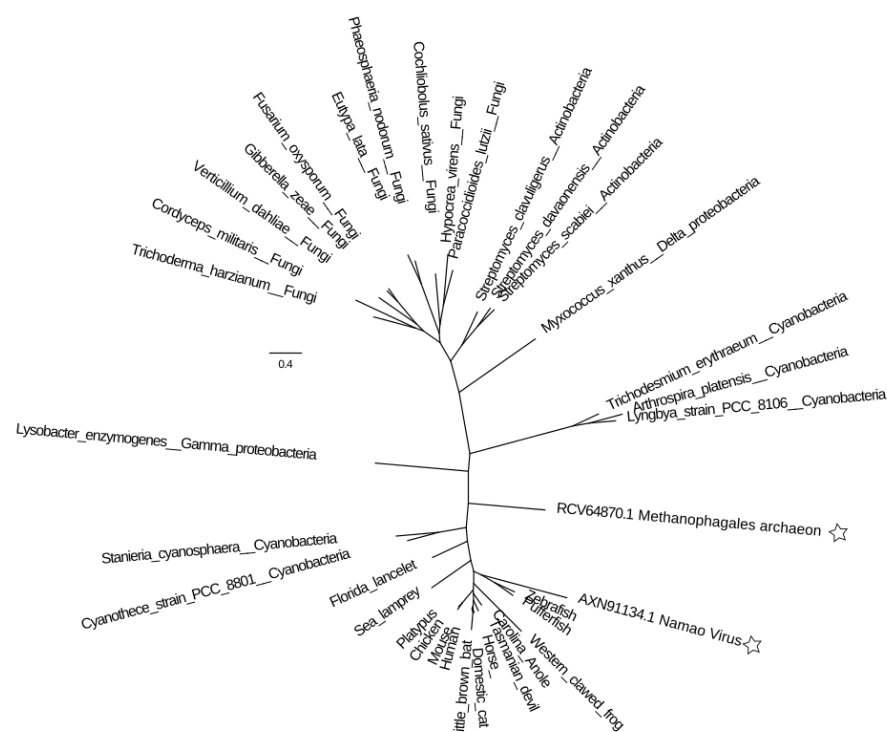 Phaeosphaeria_nodorum__Fungi
Cochliobolus_sativus__Fungi
Eutypa_lata__Fungi
Hypocrea_virens__Fungi
Paracoccidioides_lutzii__Fungi
Fusarium_oxysporum__Fungi
Gibberella_zeae__Fungi
Verticillium_dahliae__Fungi
Cordyceps_militaris__Fungi
Trichoderma_harzianum__Fungi
Streptomyces_clavuligerus__Actinobacteria
Streptomyces_davaonensis__Actinobacteria
Streptomyces_scabiei__Actinobacteria
Myxococcus_xanthus__Delta_proteobacteria
Trichodesmium_erythraeum__Cyanobacteria
Arthrospira_platensis__Cyanobacteria
Lyngbya_strain_PCC_8106__Cyanobacteria
0.4
Lysobacter_enzymogenes__Gamma_proteobacteria
RCV64870.1 Methanophagales archaeon
Stanieria_cyanosphaera__Cyanobacteria
Cyanothece_strain_PCC_8801__Cyanobacteria
Florida_lancelet
Sea_lamprey
Platypus
Chicken
Mouse
Human
ittle_brown_bat
Domestic_cat
Horse_
Tasmanian_devil
Carolina_Anole
Western_clawed_frog
Zebrafish
Pufferfish
AXN91134.1 Namao Virus